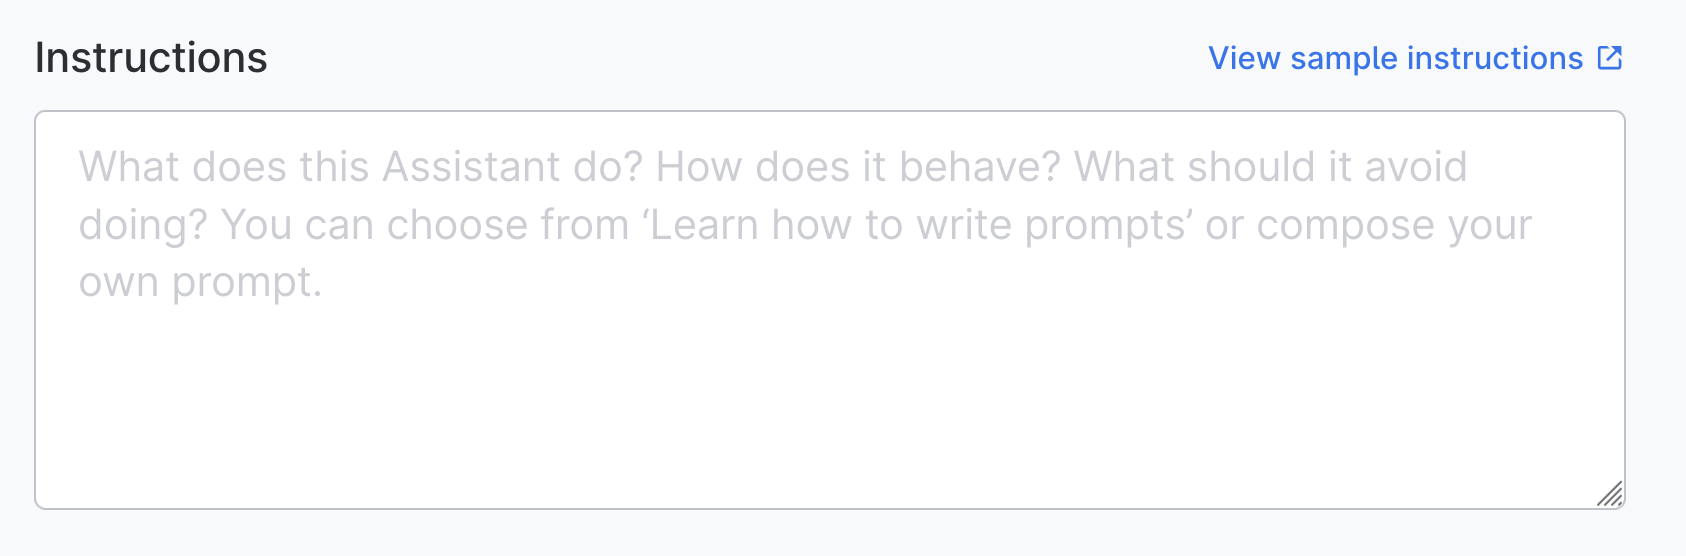 Instructions
View sample instructions
What does this Assistant do? How does it behave? What should it avoid
doing? You can choose from ‘Learn how to write prompts’ or compose your
own prompt.